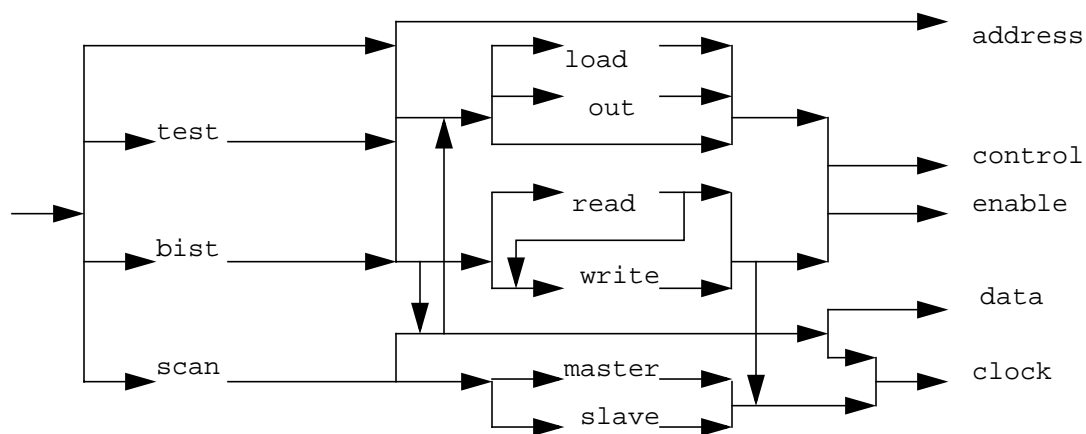 address
load
out
test
control
read
enable
bist
write
data
scan
master
clock
slave